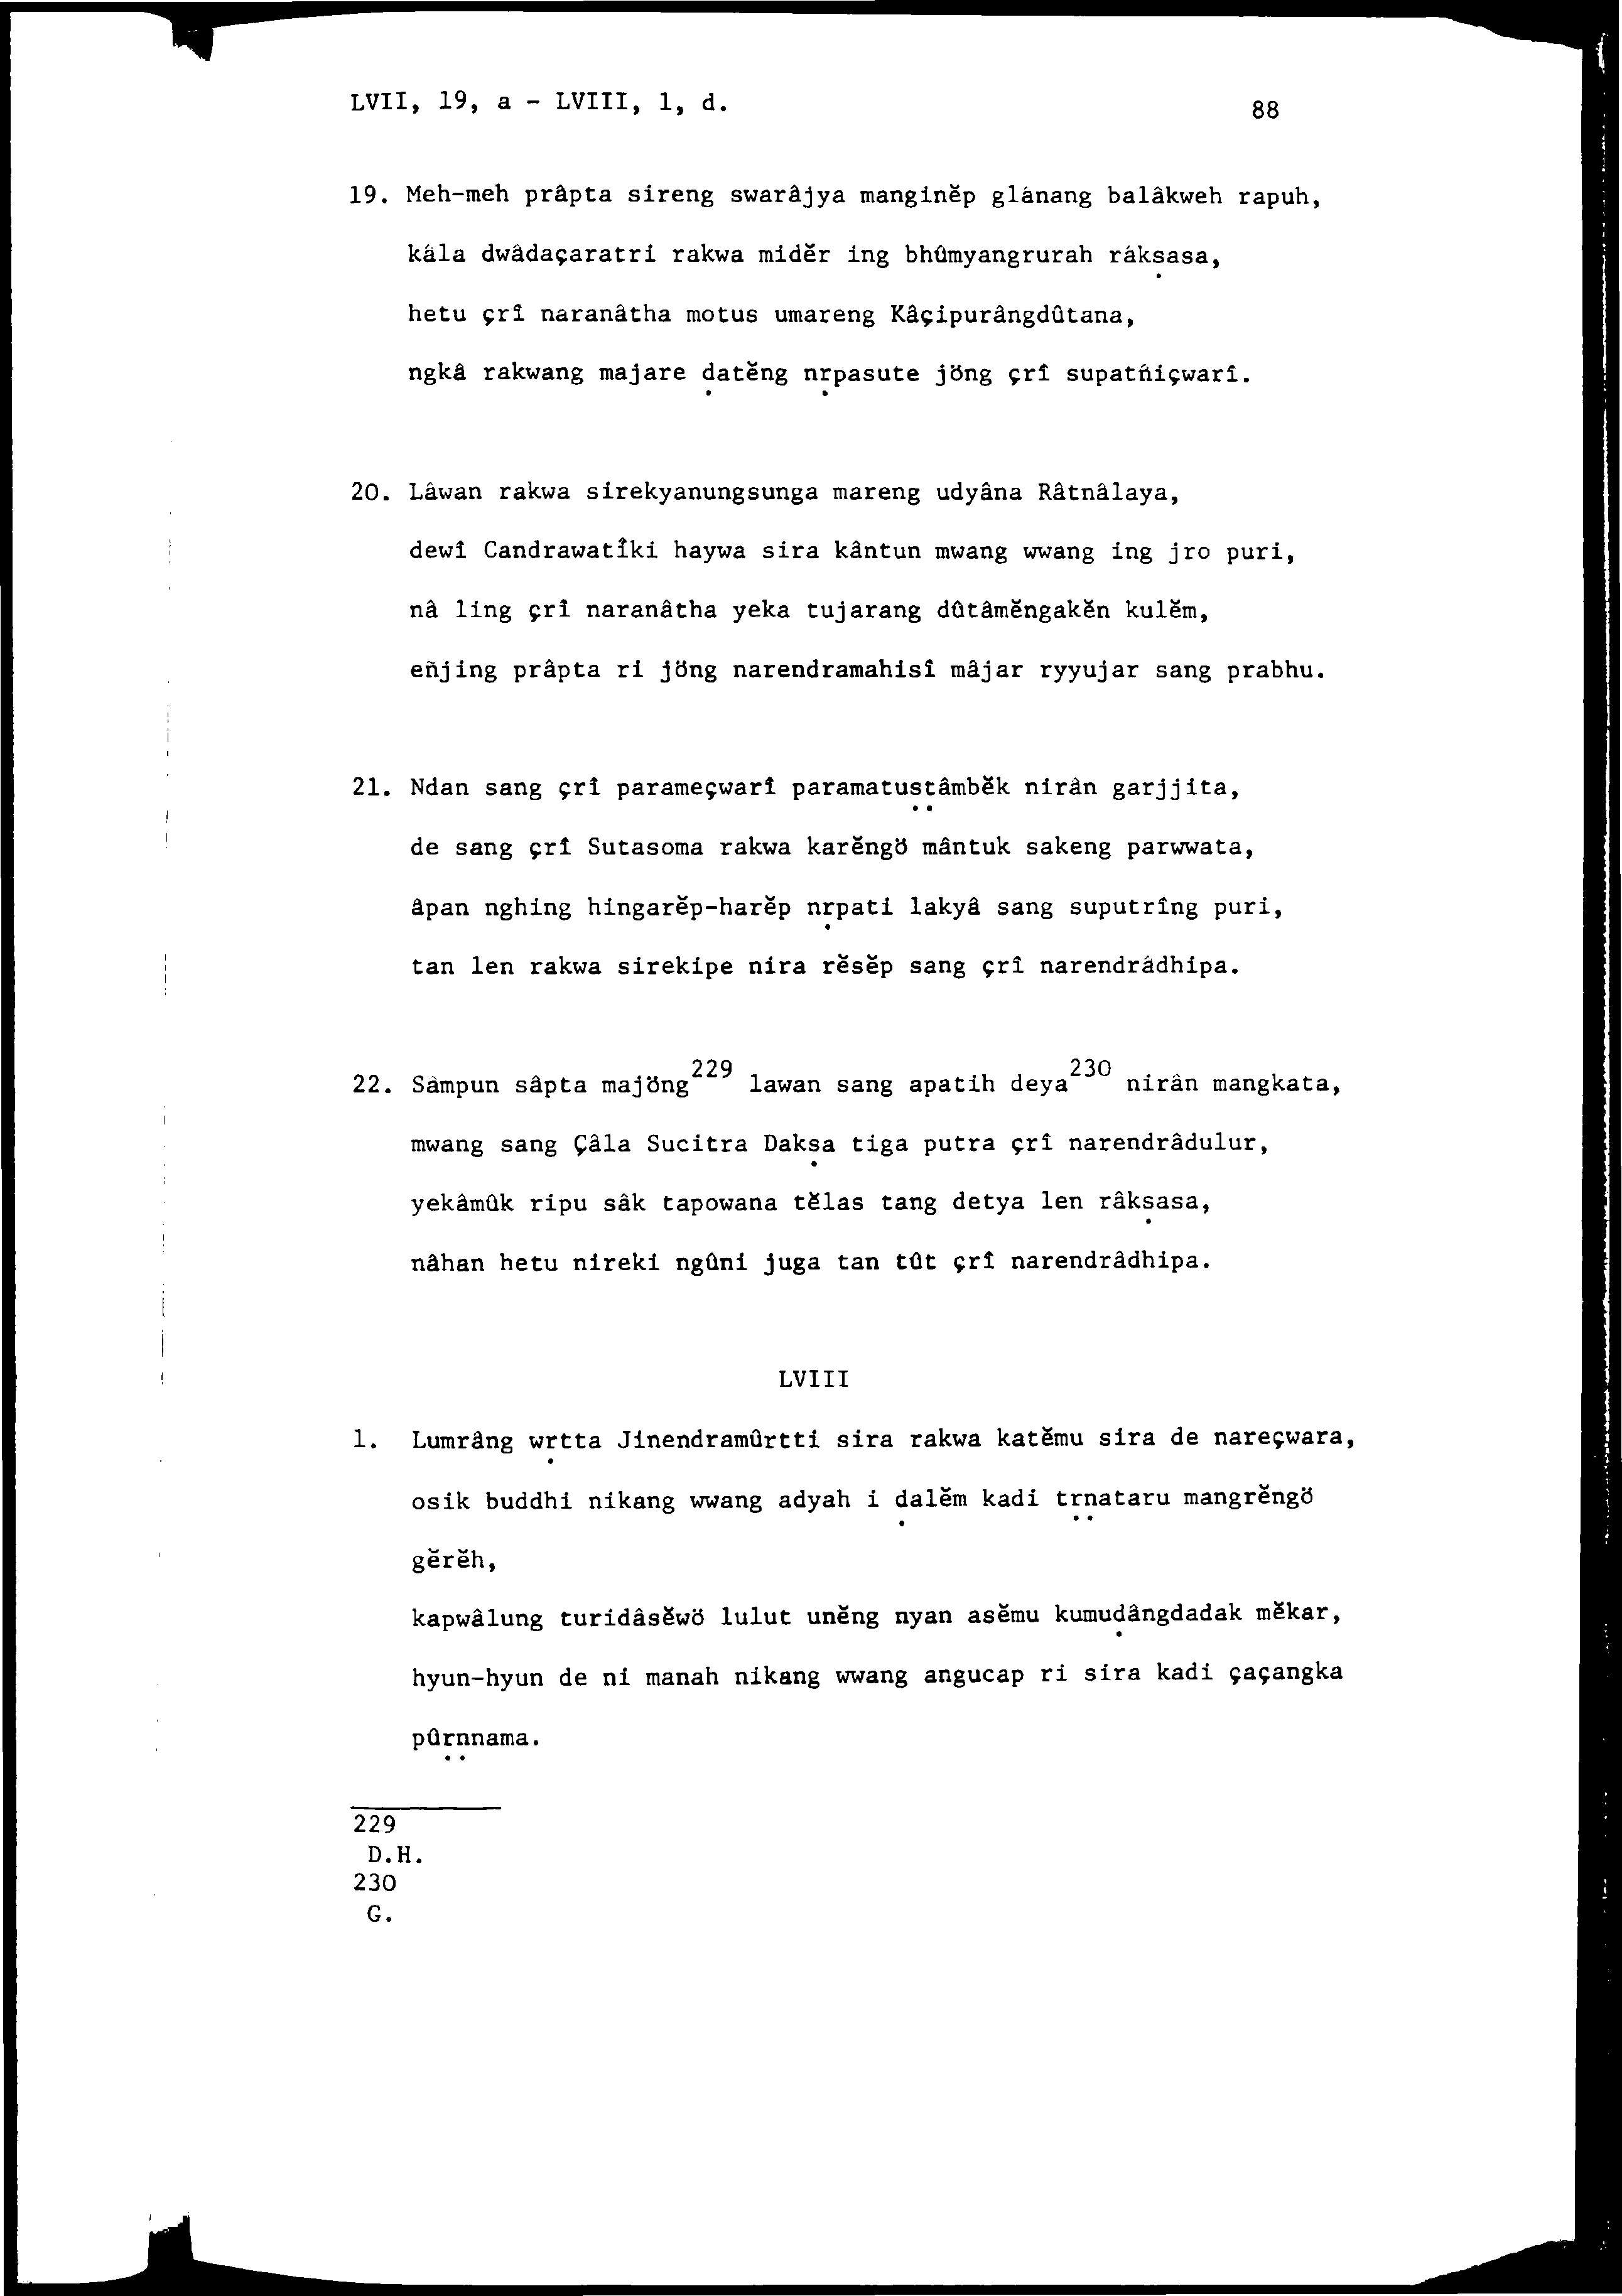 LVII, 19, a - LVIII, 1, d.
88
19. Meh-meh prâpta sireng swarâjya manginĕp glánang balâkweh rapuh,
kâla dwâdaçaratri rakwa midĕr ing bhûmyangrurah râkṣasa,
hetu çrî naranâtha motus umareng Kâçipurângdûtana,
ngkâ rakwang majare ḍatĕng nṛpasute jöng çrî supatñiçwarî.
20. Lâwan rakwa sirekyanungsunga mareng udyâna Râtnâlaya,
dewî Candrawatîki haywa sira kântun mwang wwang ing jro puri,
nâ ling çrî naranâtha yeka tujarang dûtâmĕngakĕn kulĕm,
eñjing prâpta ri jöng narendramahisî mâjar ryyujar sang prabhu.
21. Ndan sang çrî parameçwarî paramatuṣṭâmbĕk nirân garjjita,
de sang çrî Sutasoma rakwa karĕngö mântuk sakeng parwwata,
âpan nghing hingarĕp-harĕp nṛpati lakyâ sang suputrîng puri,
tan len rakwa sirekipe nira rĕsĕp sang çrî narendrâdhipa.
22. Sàmpun sâpta majöng²²⁹ lawan sang apatih deya²³⁰ nirân mangkata,
mwang sang Çâla Sucitra Dakṣa tiga putra çrî narendrâdulur,
yekâmûk ripu sâk tapowana tĕlas tang detya len râkṣasa,
nâhan hetu nireki ngûni juga tan tût çrî narendrâdhipa.
LVIII
1. Lumrâng wṛtta Jinendramûrtti sira rakwa katĕmu sira de nareçwara,
osik buddhi nikang wwang adyah i ḍalĕm kadi tṛṇataru mangrĕngö
gĕrĕh,
kapwâlung turidâsĕwö lulut unĕng nyan asĕmu kumuḍângdadak mĕkar,
hyun-hyun de ni manah nikang wwang angucap ri sira kadi çaçangka
pûṛṇnama.
229
D.H.
230
G.